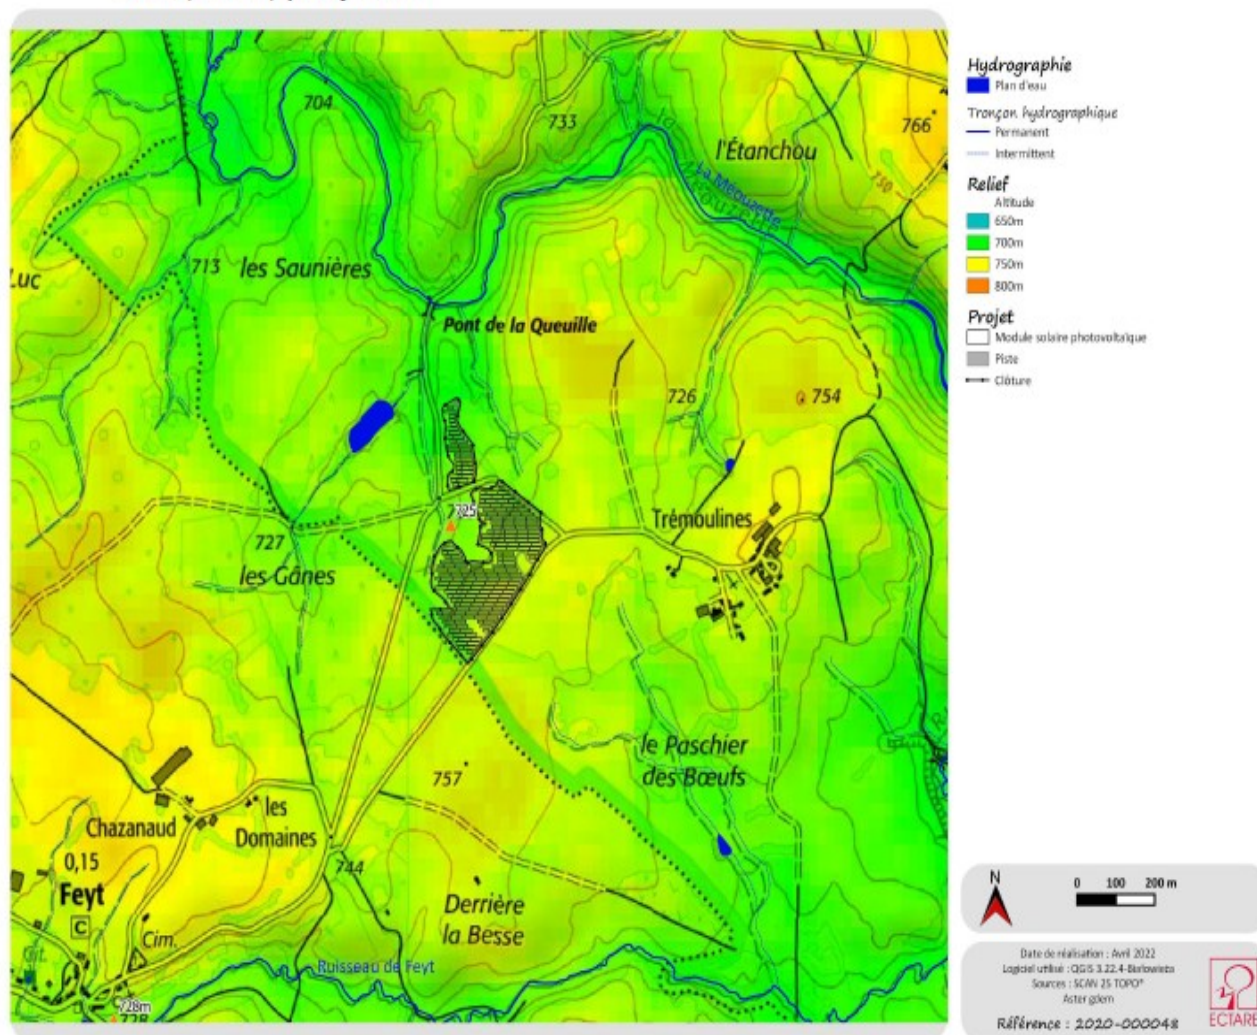 704
733
766
l'Étanchou
La Méouzette
750
713
les Saunières
Luc
Pont de la Queuille
726
754
725
Trémoulines
727
les Gânes
le Paschier
des Bœufs
757
les
Domaines
Chazanaud
0,15
Feyt
C
744
Derrière
la Besse
Cim.
Ruisseau de Feyt
728m
728
Hydrographie
Plan d'eau
Tronçon hydrographique
Permanent
Intermittent
Relief
Altitude
650m
700m
750m
800m
Projet
Module solaire photovoltaïque
Piste
Clôture
N
0 100 200 m
Date de réalisation : Avril 2022
Logiciel utilisé : QGIS 3.22.4-Białowieża
Sources : SCAN 25 TOPO®
Aster gdem
Référence : 2020-000048
ECTARE